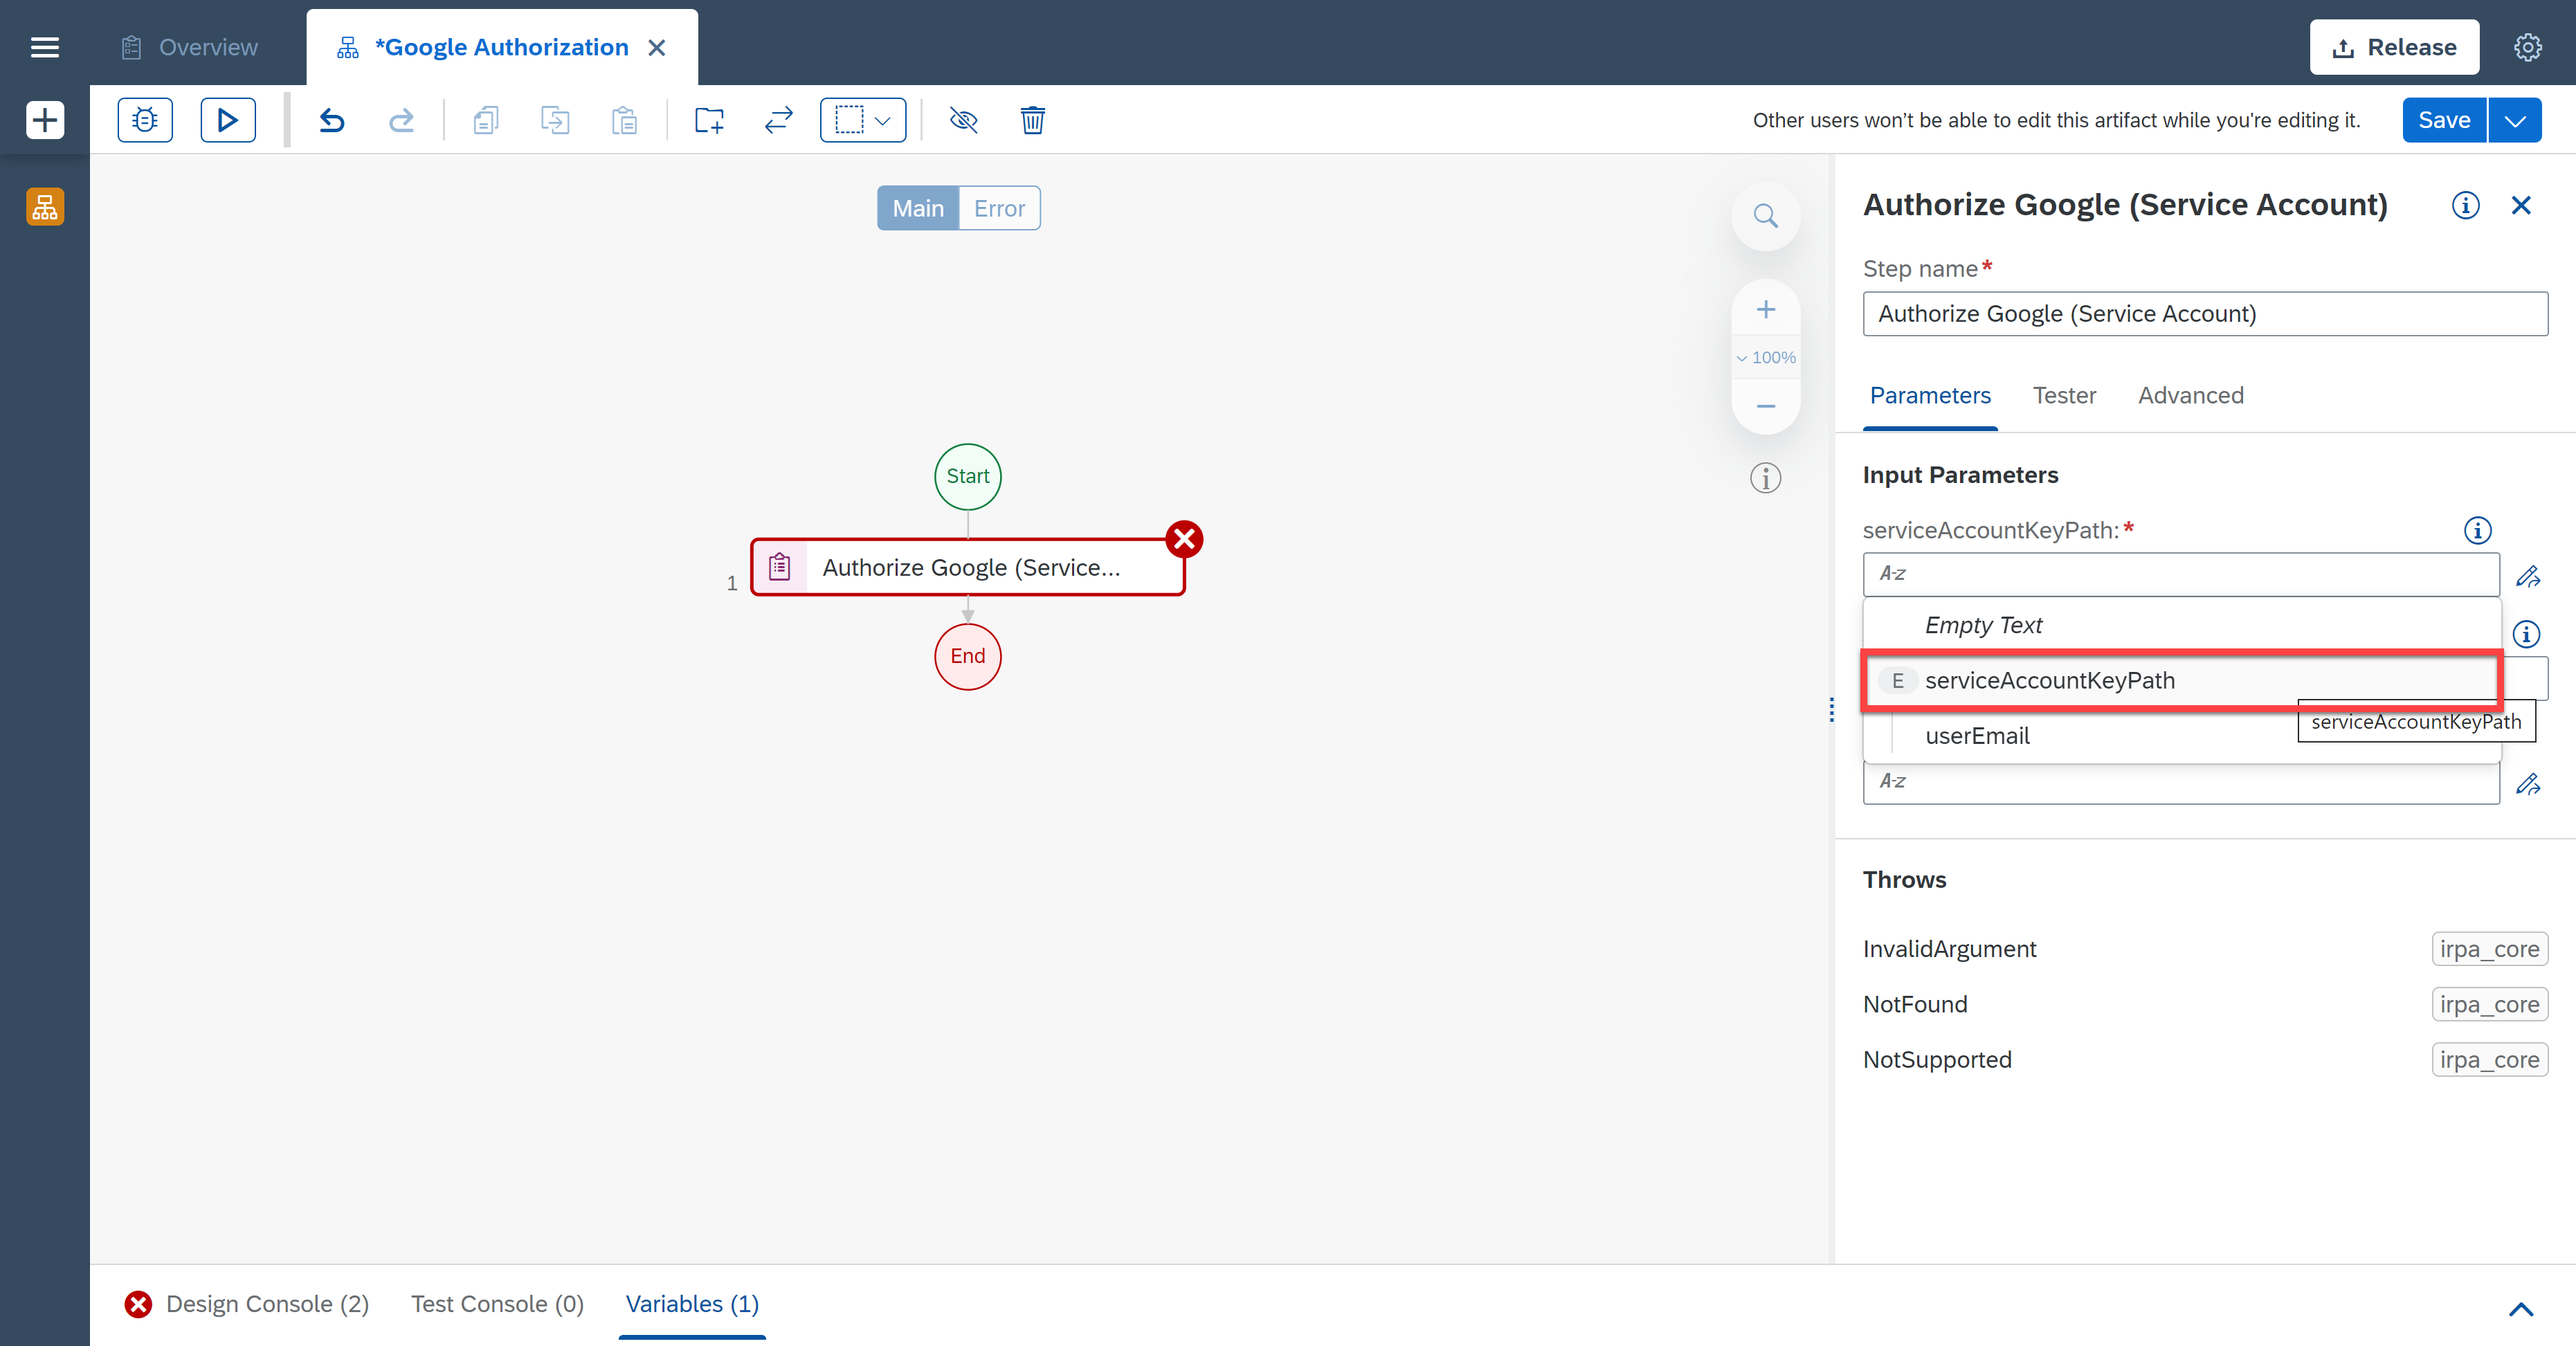 Overview
*Google Authorization
Release
Other users won’t be able to edit this artifact while you're editing it.
Save
Main
Error
100%
Start
1
Authorize Google (Service...
End
Authorize Google (Service Account)
Step name*
Authorize Google (Service Account)
Parameters
Tester
Advanced
Input Parameters
serviceAccountKeyPath:*
A-z
Empty Text
E serviceAccountKeyPath
serviceAccountKeyPath
userEmail
A-z
Throws
InvalidArgument irpa_core
NotFound irpa_core
NotSupported irpa_core
Design Console (2)
Test Console (0)
Variables (1)